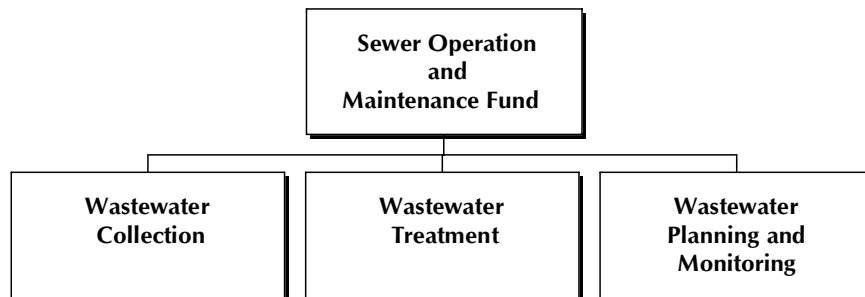 Sewer Operation
and
Maintenance Fund
Wastewater
Collection
Wastewater
Treatment
Wastewater
Planning and
Monitoring